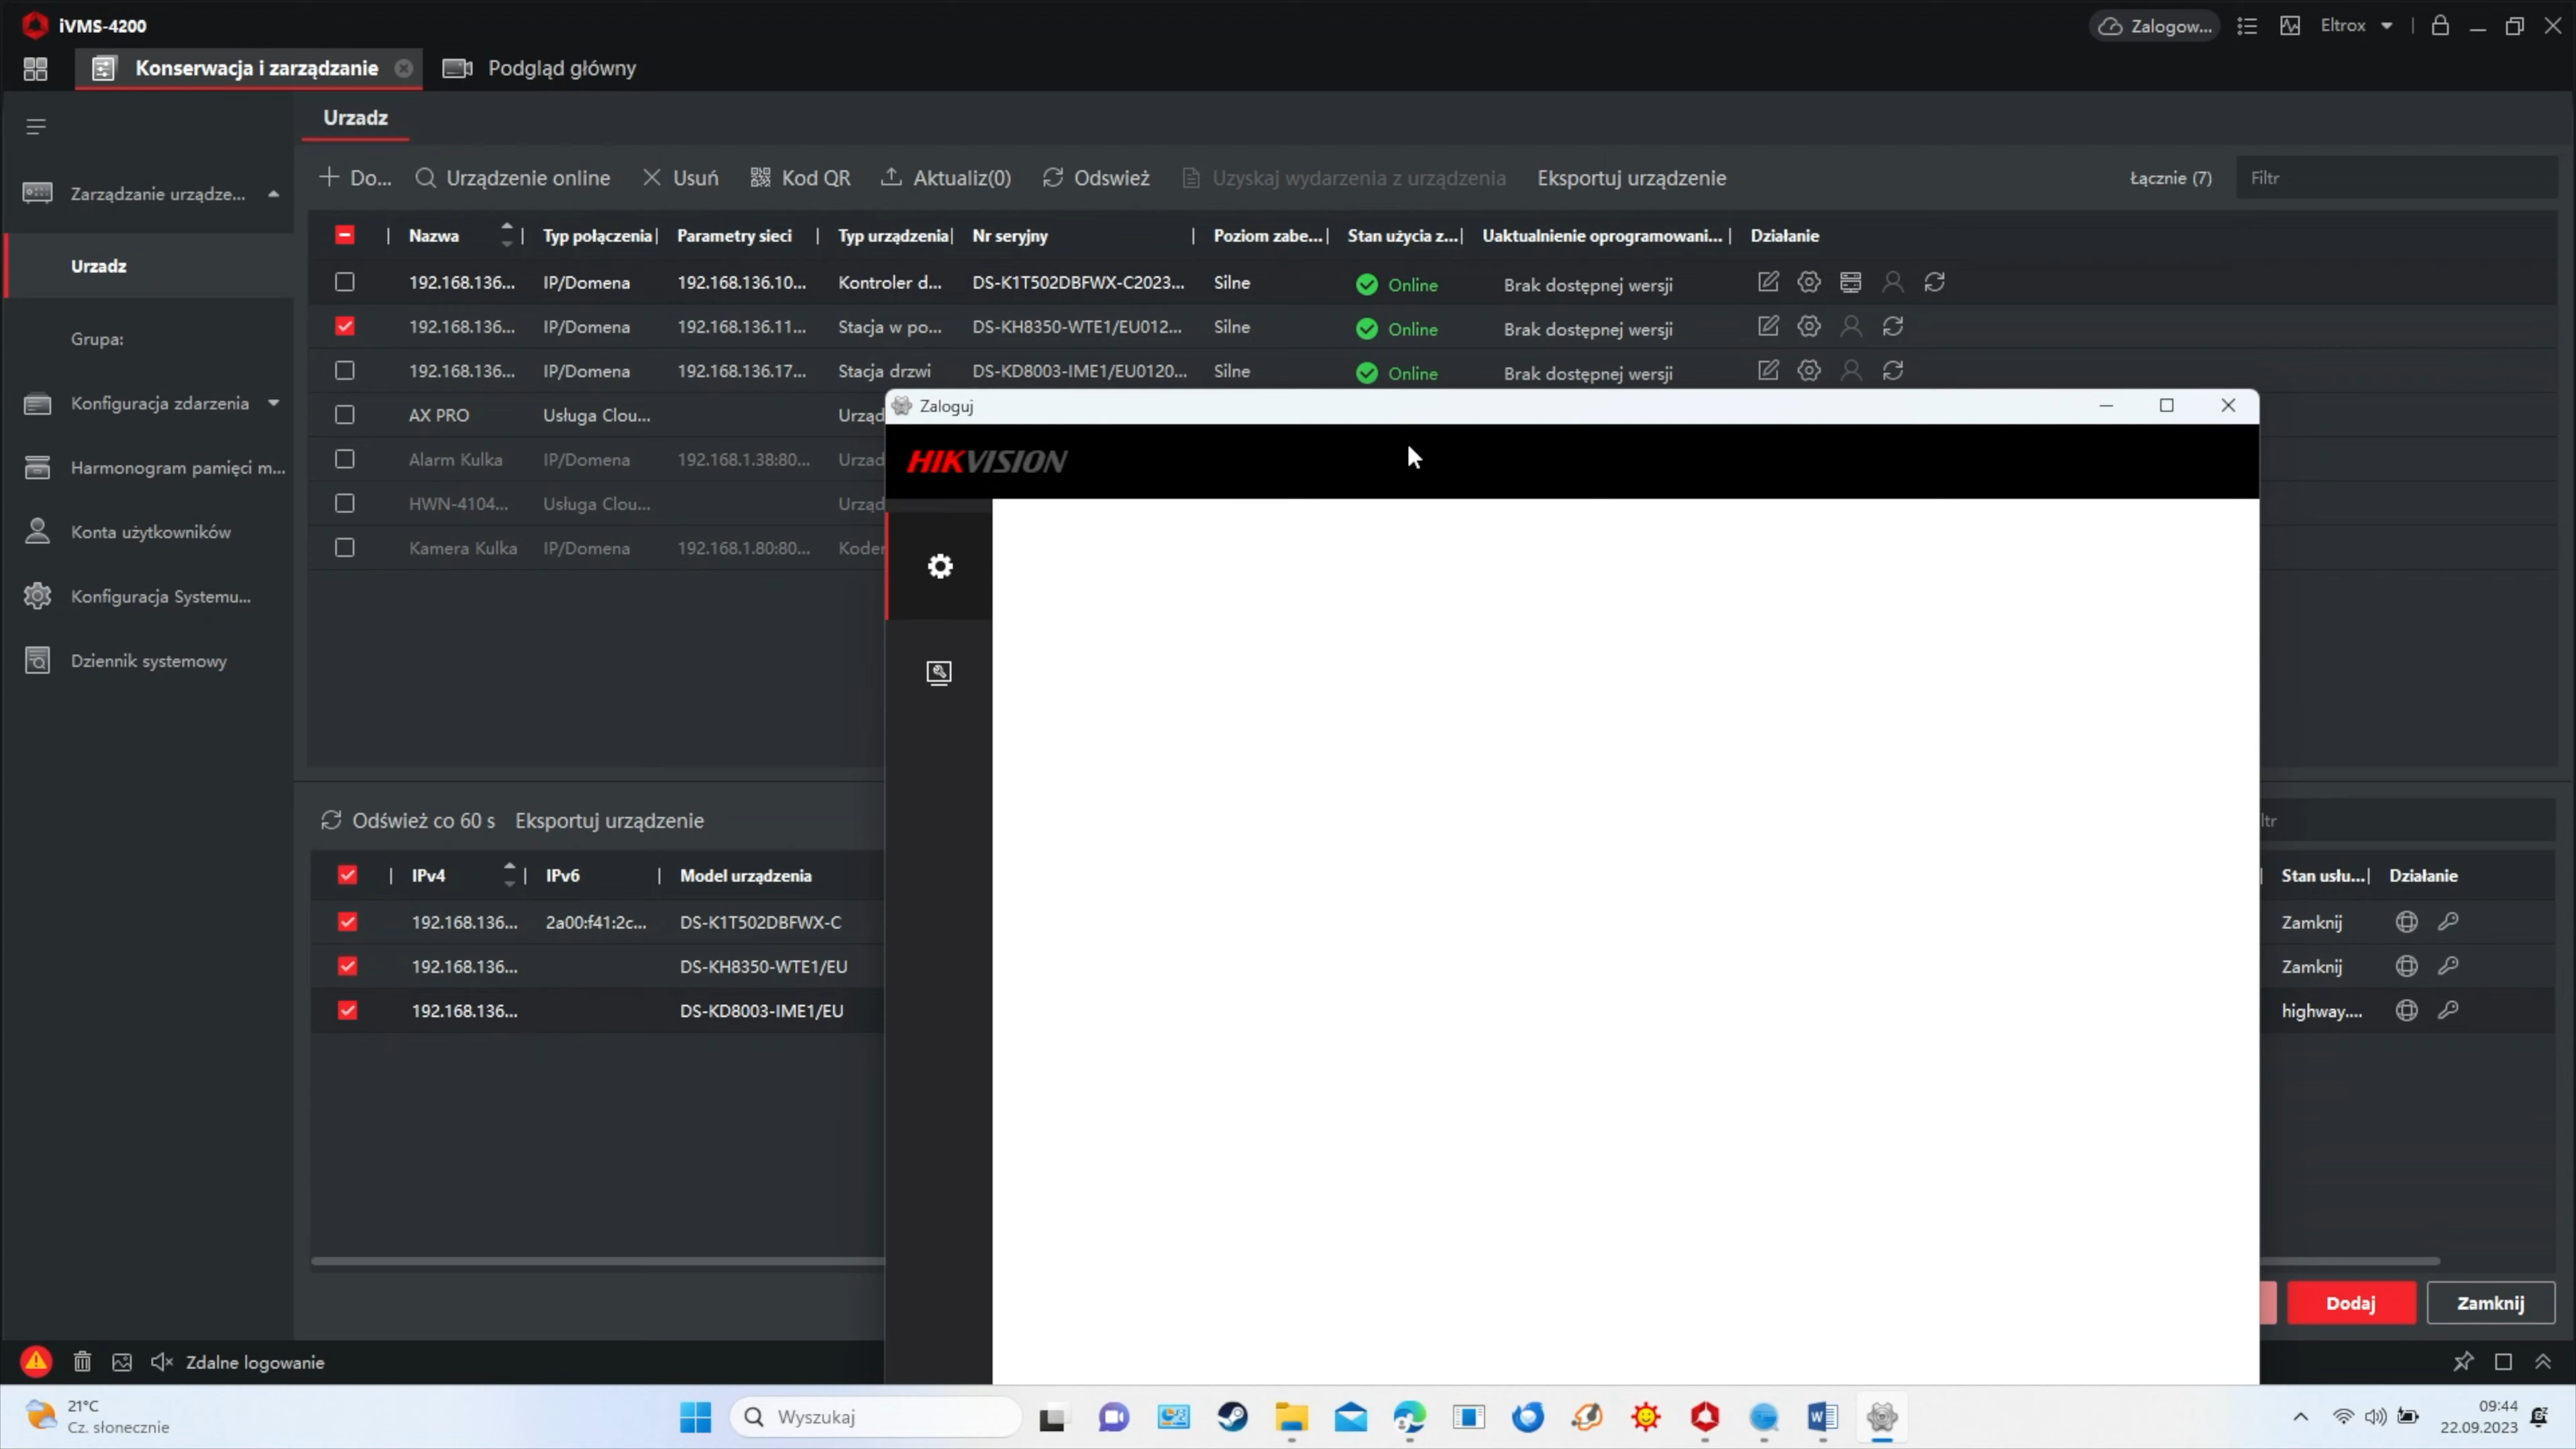 iVMS-4200
Zalogow...
Eltrox
Konserwacja i zarządzanie
Podgląd główny
Urzadz
Zarządzanie urządze...
Urzadz
Grupa:
Konfiguracja zdarzenia
Harmonogram pamięci m...
Konta użytkowników
Konfiguracja Systemu...
Dziennik systemowy
Do... Urządzenie online Usuń Kod QR Aktualiz(0) Odswież Uzyskaj wydarzenia z urządzenia Eksportuj urządzenie Łącznie (7) Filtr
Nazwa Typ połączenia Parametry sieci Typ urządzenia Nr seryjny Poziom zabe... Stan użycia z... Uaktualnienie oprogramowani... Działanie
192.168.136... IP/Domena 192.168.136.10... Kontroler d... DS-K1T502DBFWX-C2023... Silne Online Brak dostępnej wersji
192.168.136... IP/Domena 192.168.136.11... Stacja w po... DS-KH8350-WTE1/EU012... Silne Online Brak dostępnej wersji
192.168.136... IP/Domena 192.168.136.17... Stacja drzwi DS-KD8003-IME1/EU0120... Silne Online Brak dostępnej wersji
AX PRO Usługa Clou... Urząd
Alarm Kulka IP/Domena 192.168.1.38:80... Urzad
HWN-4104... Usługa Clou... Urząd
Kamera Kulka IP/Domena 192.168.1.80:80... Koder
Zaloguj
HIKVISION
Odśwież co 60 s Eksportuj urządzenie
ltr
IPv4 IPv6 Model urządzenia Stan usłu... Działanie
192.168.136... 2a00:f41:2c... DS-K1T502DBFWX-C Zamknij
192.168.136... DS-KH8350-WTE1/EU Zamknij
192.168.136... DS-KD8003-IME1/EU highway....
Dodaj Zamknij
Zdalne logowanie
21°C
Cz. słonecznie
Wyszukaj
09:44
22.09.2023